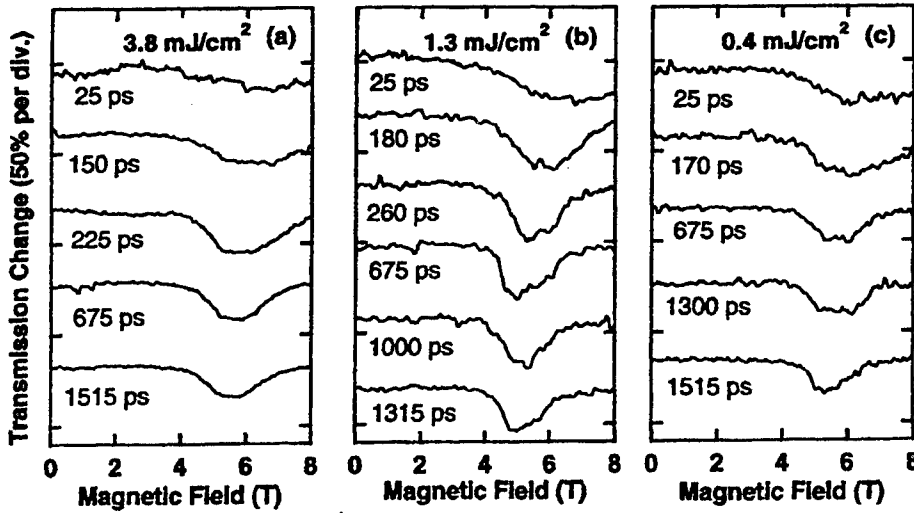 Transmission Change (50% per div.)
3.8 mJ/cm² (a)
25 ps
150 ps
225 ps
675 ps
1515 ps
0 2 4 6 8
Magnetic Field (T)
1.3 mJ/cm² (b)
25 ps
180 ps
260 ps
675 ps
1000 ps
1315 ps
0 2 4 6 8
Magnetic Field (T)
0.4 mJ/cm² (c)
25 ps
170 ps
675 ps
1300 ps
1515 ps
0 2 4 6 8
Magnetic Field (T)